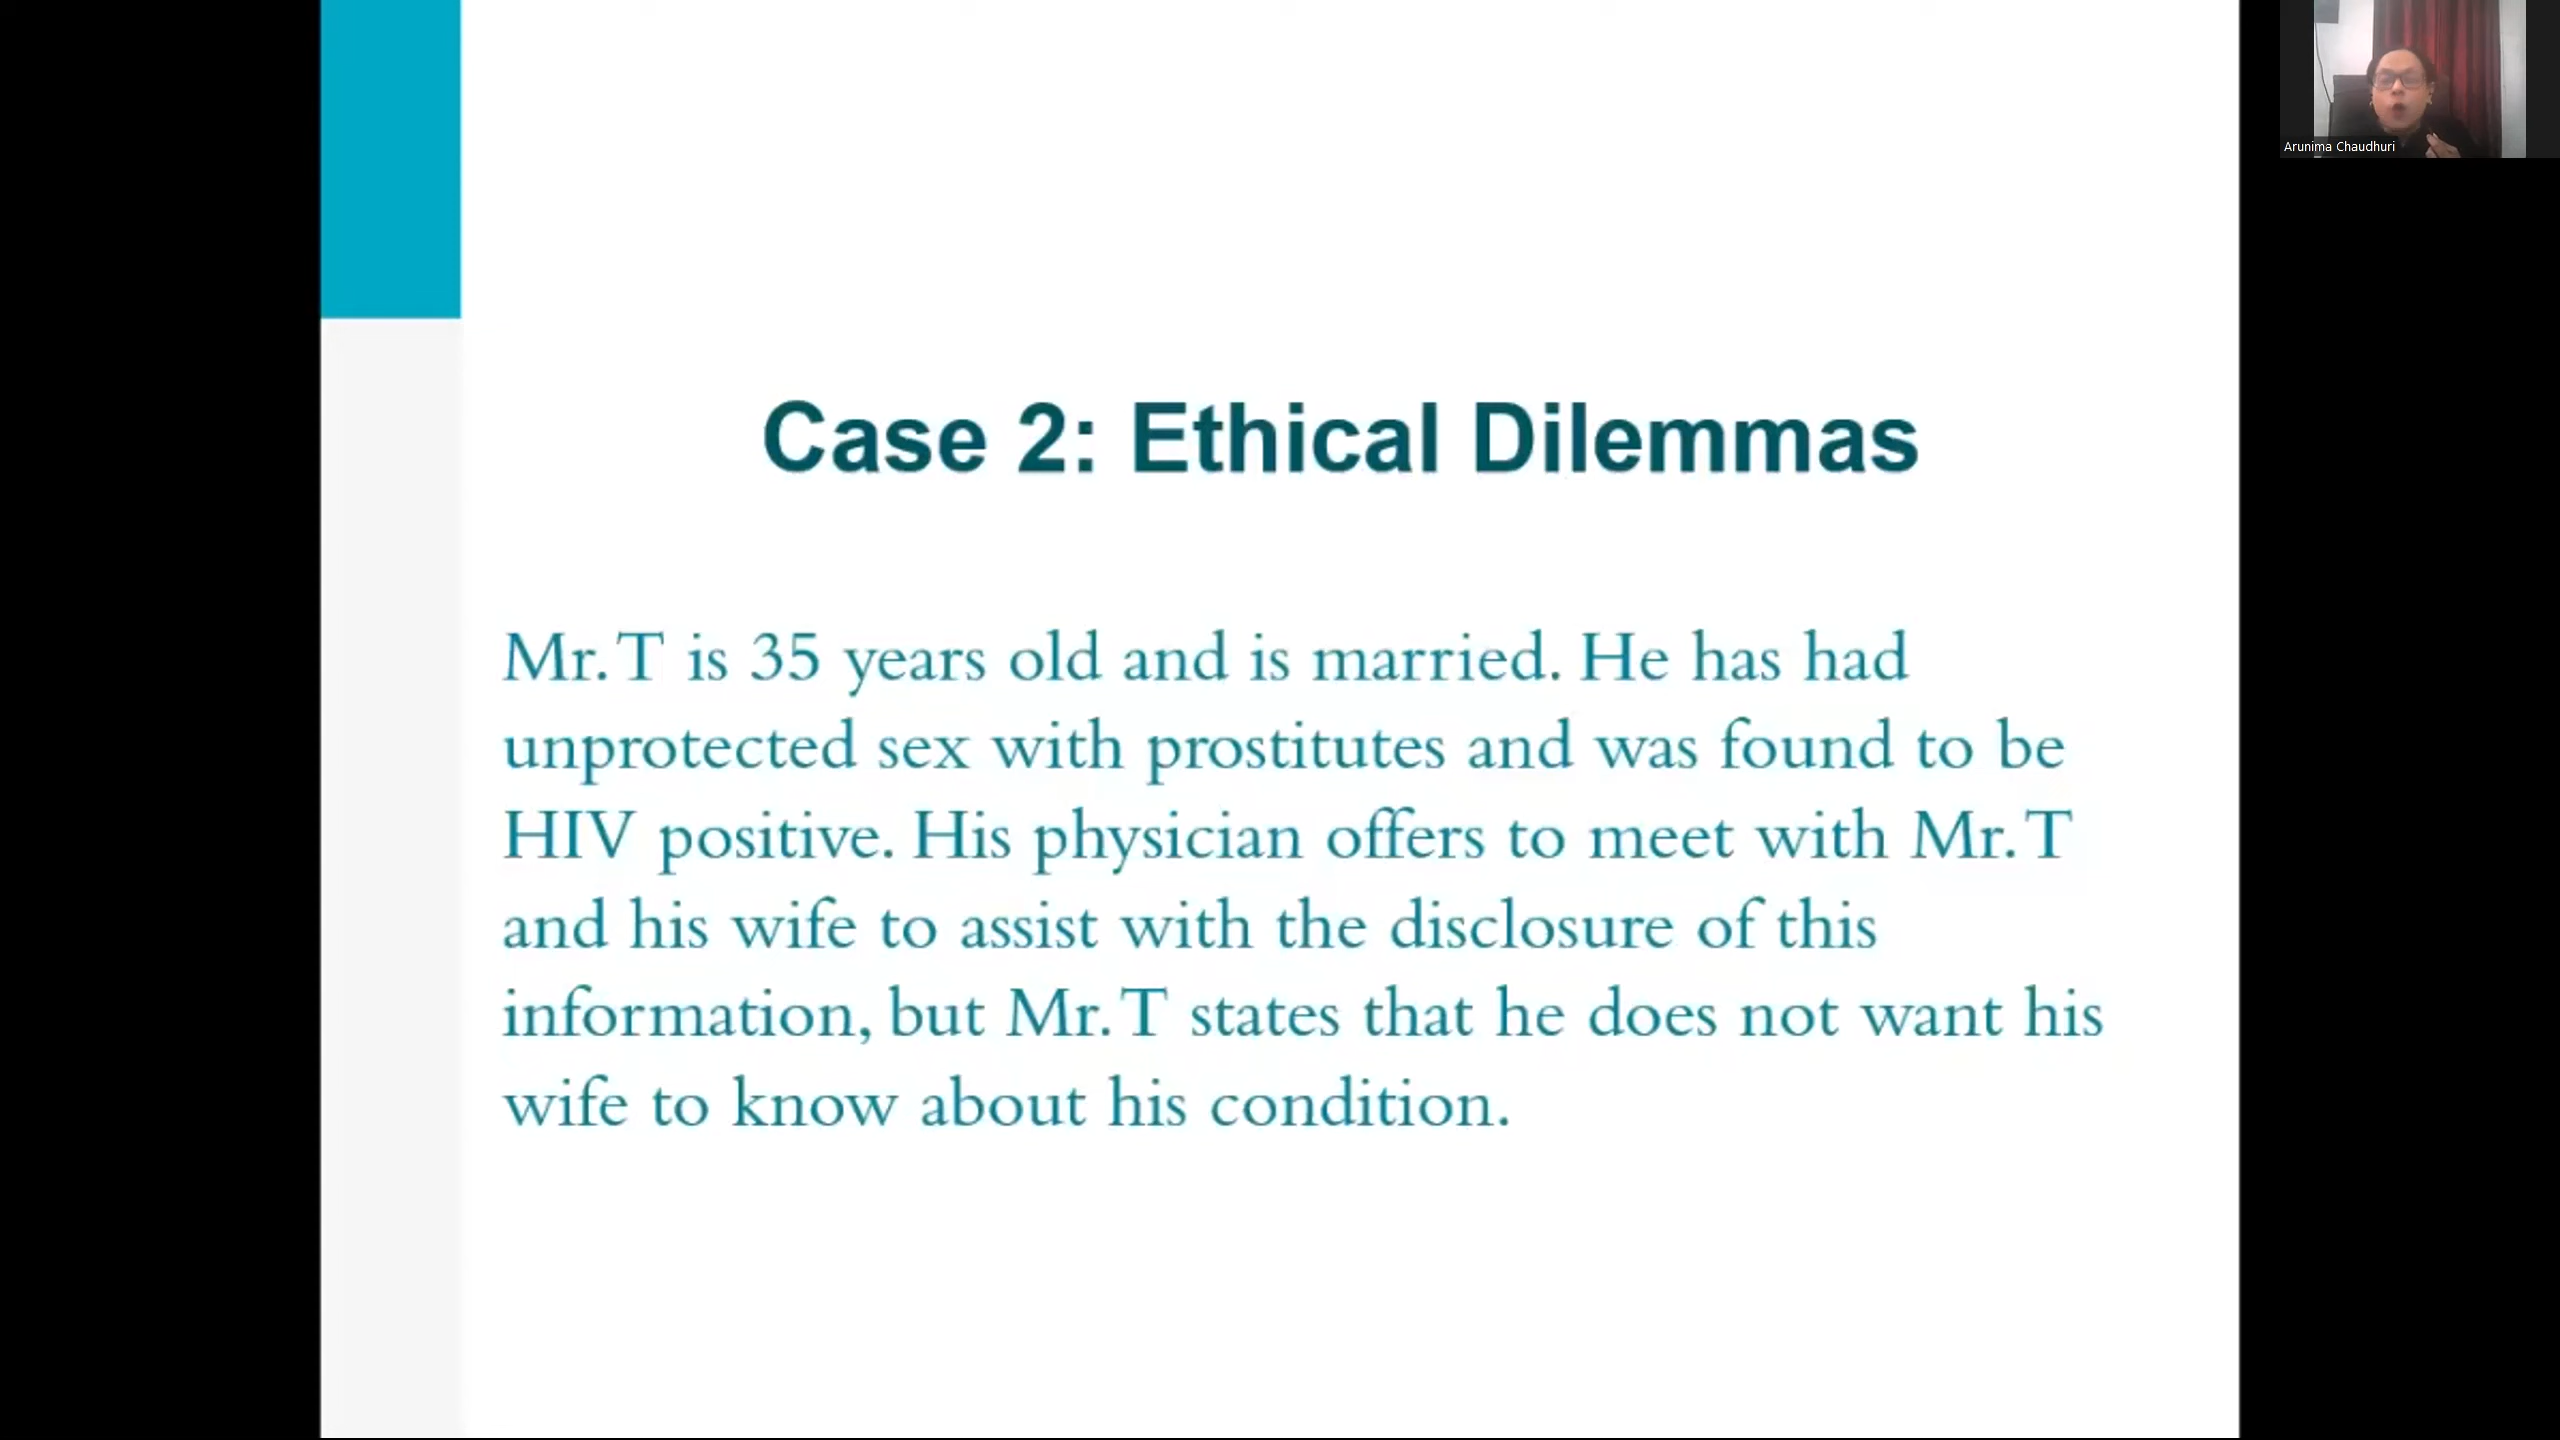 Arunima Chaudhuri
Case 2: Ethical Dilemmas
Mr. T is 35 years old and is married. He has had
unprotected sex with prostitutes and was found to be
HIV positive. His physician offers to meet with Mr. T
and his wife to assist with the disclosure of this
information, but Mr. T states that he does not want his
wife to know about his condition.